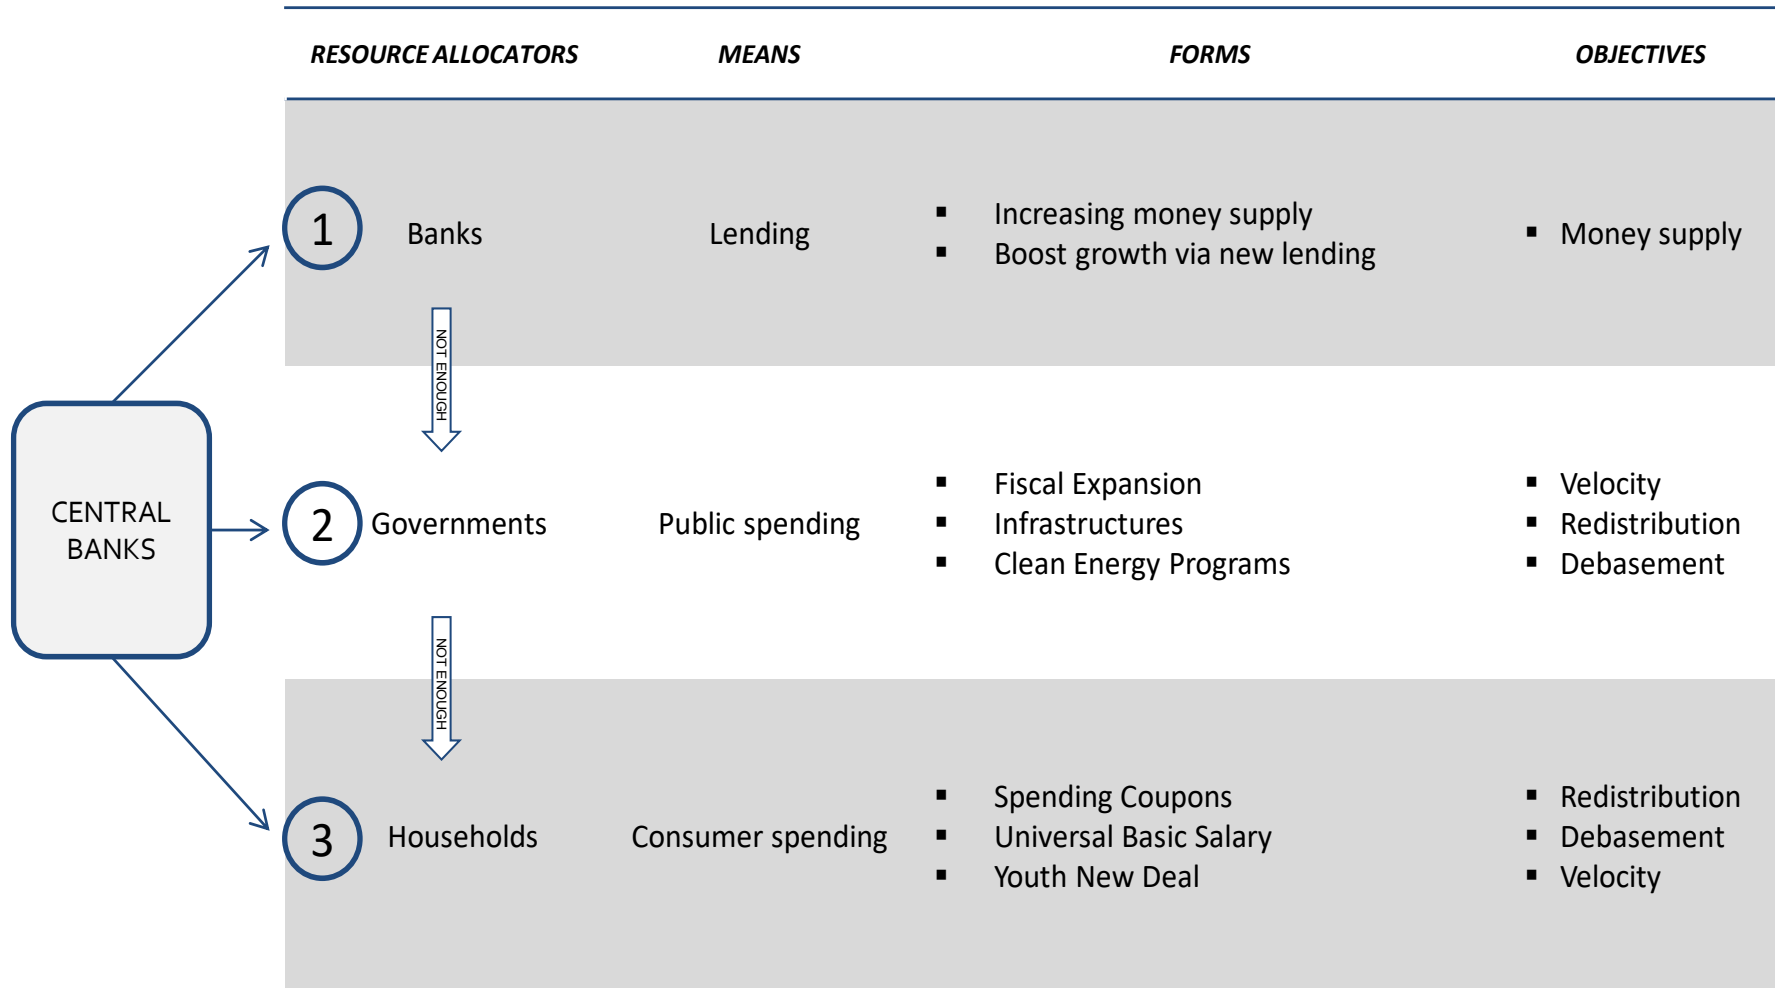 RESOURCE ALLOCATORS MEANS FORMS OBJECTIVES
1 Banks Lending
▪ Increasing money supply
▪ Boost growth via new lending
▪ Money supply
NOT ENOUGH
CENTRAL
BANKS
2 Governments Public spending
▪ Fiscal Expansion
▪ Infrastructures
▪ Clean Energy Programs
▪ Velocity
▪ Redistribution
▪ Debasement
NOT ENOUGH
3 Households Consumer spending
▪ Spending Coupons
▪ Universal Basic Salary
▪ Youth New Deal
▪ Redistribution
▪ Debasement
▪ Velocity